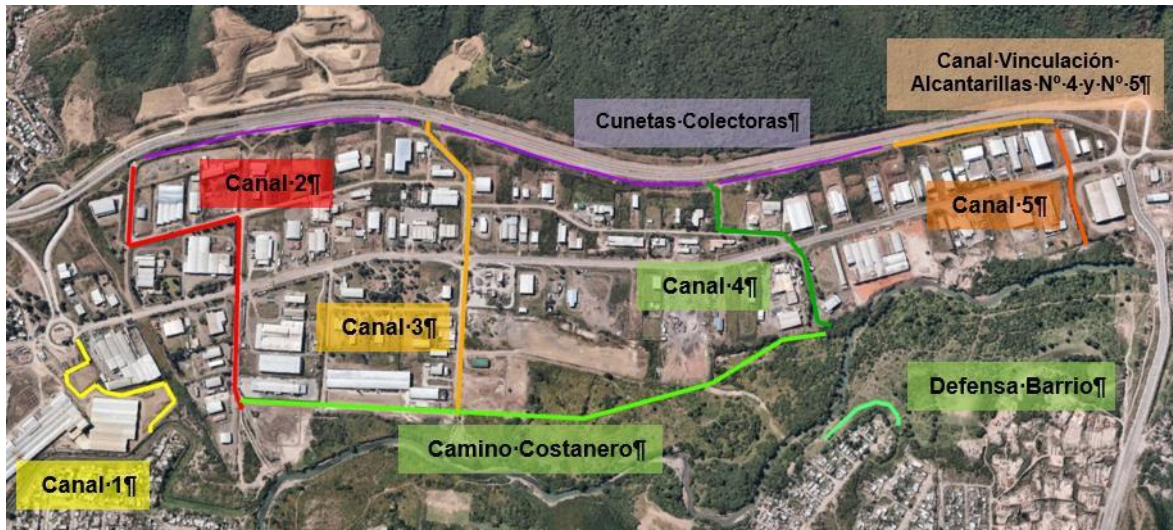 Canal·Vinculación·
Alcantarillas·Nº·4·y·Nº·5¶
Cunetas·Colectoras¶
Canal·2¶
Canal·5¶
Canal·4¶
Canal·3¶
Defensa·Barrio¶
Camino·Costanero¶
Canal·1¶